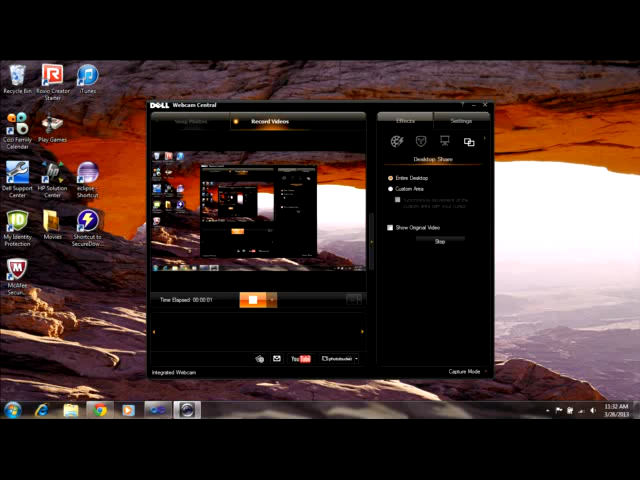 Recycle Bin
Roxio Creator Starter
iTunes
Cozi Family Calendar
Play Games
Dell Support Center
HP Solution Center
eclipse - Shortcut
My Identity Protection
Movies
Shortcut to SecureDow...
McAfee Securi...
DELL Webcam Central
Record Videos
Effects
Settings
Desktop Share
Entire Desktop
Custom Area
Show Original Video
Stop
Time Elapsed: 00:00:01
YouTube
photobucket
Integrated Webcam
Capture Mode
11:32 AM
3/26/2013